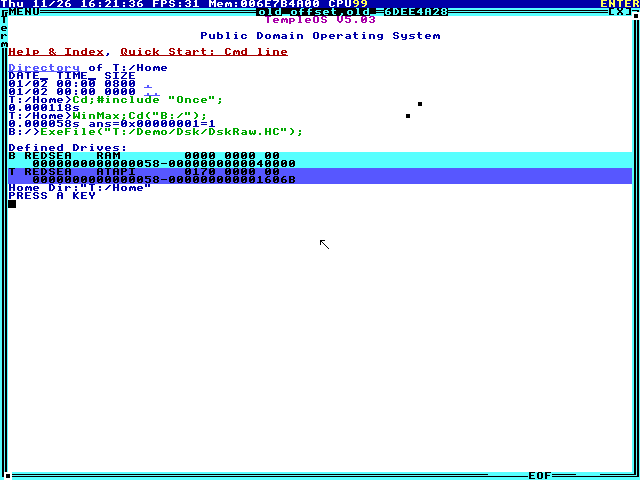 Thu 11/26 16:21:36 FPS:31 Mem:006E7B4A00 CPU99 ENTER
MENU old_offset,old =6DEE4A28 [X]
Term
TempleOS V5.03
Public Domain Operating System
Help & Index, Quick Start: Cmd line
Directory of T:/Home
DATE_ TIME_ SIZE
01/02 00:00 0800 .
01/02 00:00 0000 ..
T:/Home>Cd;#include "Once";
0.000118s
T:/Home>WinMax;Cd("B:/");
0.000058s ans=0x00000001=1
B:/>ExeFile("T:/Demo/Dsk/DskRaw.HC");
Defined Drives:
B REDSEA RAM 0000 0000 00
0000000000000058-0000000000040000
T REDSEA ATAPI 0170 0000 00
0000000000000058-000000000001606B
Home Dir:"T:/Home"
PRESS A KEY
EOF